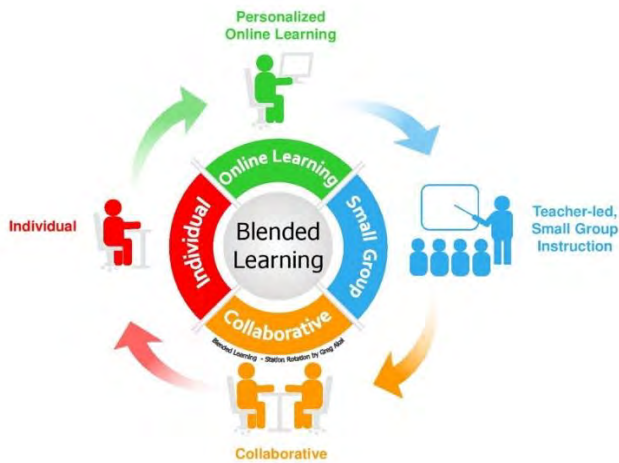 Personalized
Online Learning
Online Learning
Individual
Individual
Blended
Learning
Small Group
Teacher-led,
Small Group
Instruction
Collaborative
Blended Learning - Station Rotation by Greg Akai
Collaborative